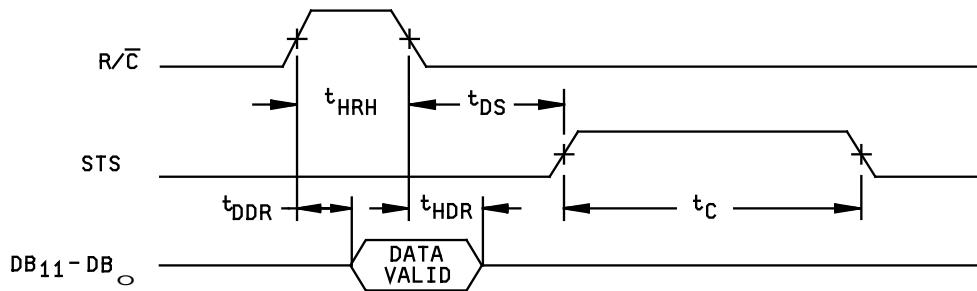 R/C̅
tHRH
tDS
STS
tDDR
tHDR
tC
DB11-DB0
DATA
VALID